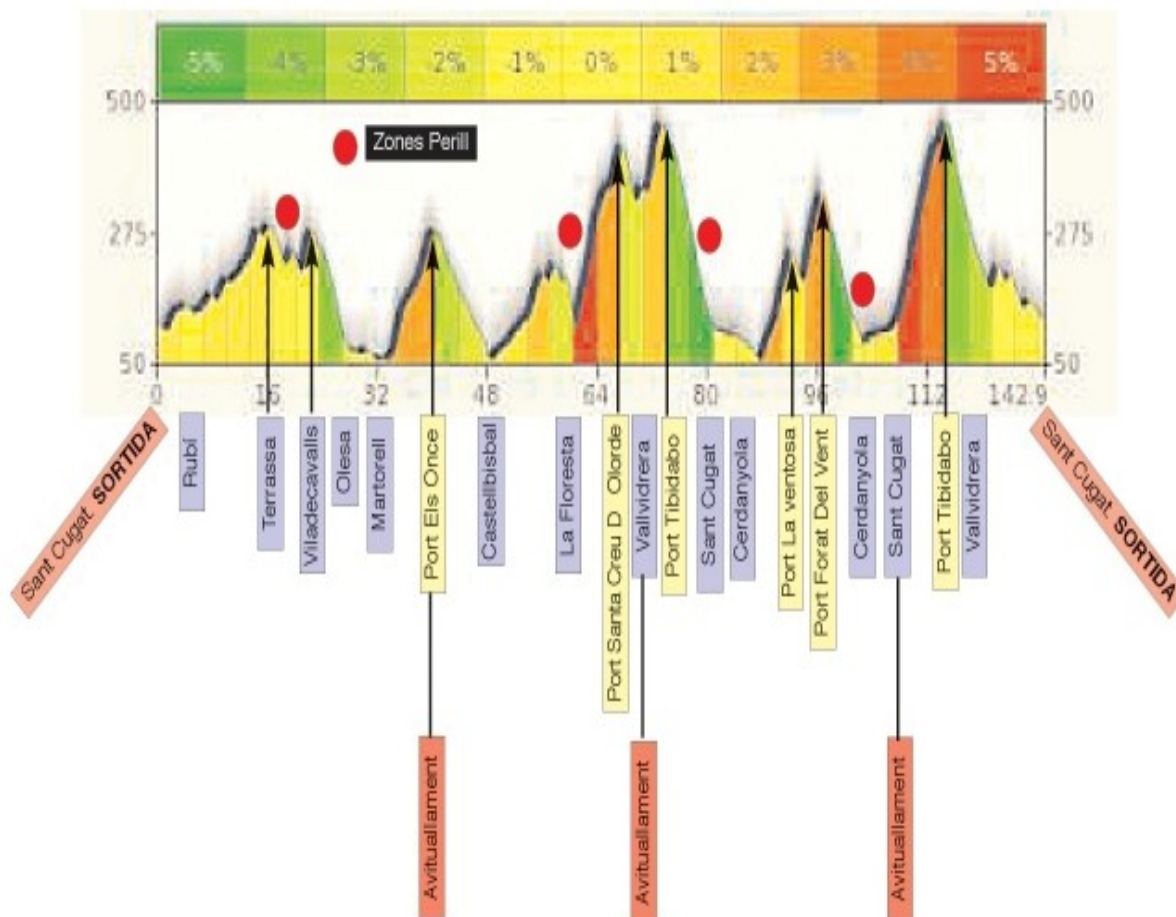 -5% -4% -3% -2% -1% 0% 1% 2% 3% 5%
500 500
Zones Perill
275 275
50 50
0 16 32 48 64 80 96 112 142.9
Sant Cugat SORTIDA
Rubí
Terrassa
Viladecavalls
Olesa
Martorell
Port Els Once
Castellbisbal
La Floresta
Port Santa Creu D Olorde
Vallvidrera
Port Tibidabo
Sant Cugat
Cerdanyola
Port La ventosa
Port Forat Del Vent
Cerdanyola
Sant Cugat
Port Tibidabo
Vallvidrera
Sant Cugat SORTIDA
Avituallament
Avituallament
Avituallament